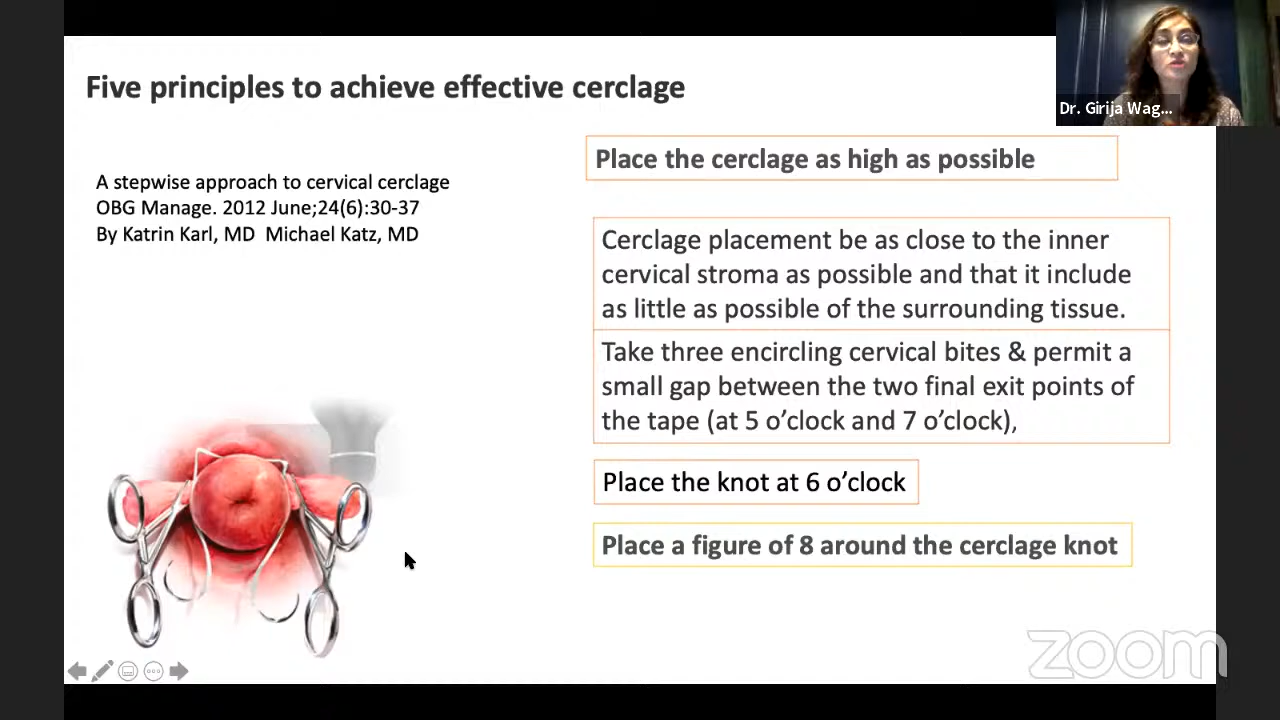 Five principles to achieve effective cerclage
Dr. Girija Wag...
A stepwise approach to cervical cerclage
OBG Manage. 2012 June;24(6):30-37
By Katrin Karl, MD  Michael Katz, MD
Place the cerclage as high as possible
Cerclage placement be as close to the inner
cervical stroma as possible and that it include
as little as possible of the surrounding tissue.
Take three encircling cervical bites & permit a
small gap between the two final exit points of
the tape (at 5 o’clock and 7 o’clock),
Place the knot at 6 o’clock
Place a figure of 8 around the cerclage knot
zoom